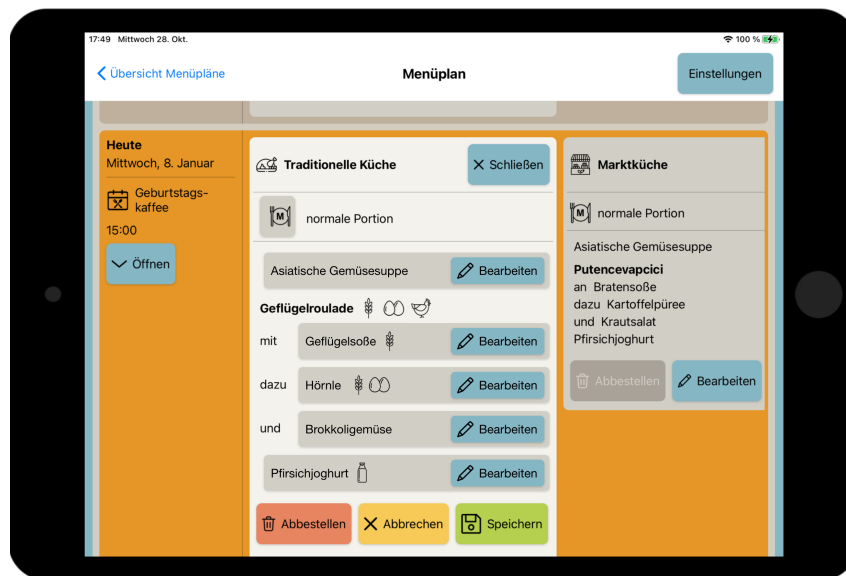 17:49 Mittwoch 28. Okt.
100 %
Übersicht Menüpläne
Menüplan
Einstellungen
Heute
Mittwoch, 8. Januar
Geburtstags-
kaffee
15:00
Öffnen
Traditionelle Küche
Schließen
M
normale Portion
Asiatische Gemüsesuppe
Bearbeiten
Geflügelroulade
mit
Geflügelsoße
Bearbeiten
dazu
Hörnle
Bearbeiten
und
Brokkoligemüse
Bearbeiten
Pfirsichjoghurt
Bearbeiten
Abbestellen
Abbrechen
Speichern
Marktküche
M
normale Portion
Asiatische Gemüsesuppe
Putencevapcici
an Bratensoße
dazu Kartoffelpüree
und Krautsalat
Pfirsichjoghurt
Abbestellen
Bearbeiten